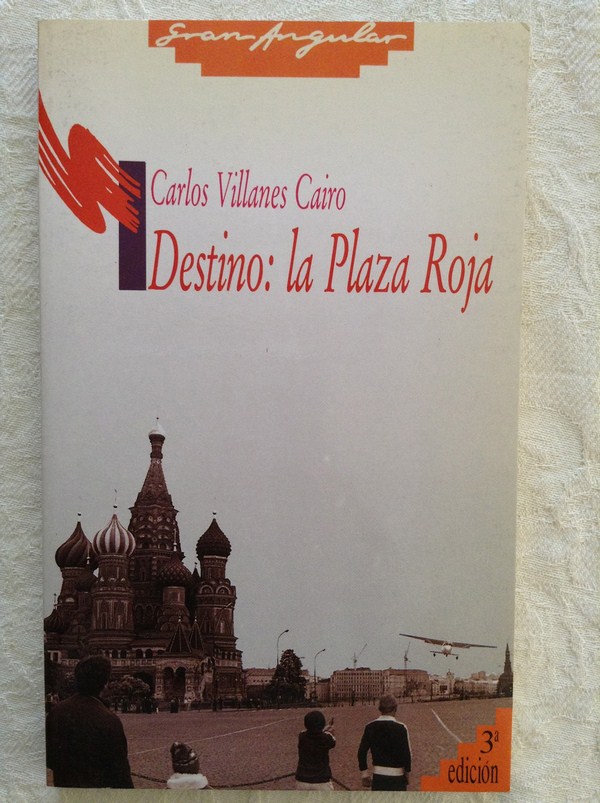 Gran Angular
Carlos Villanes Cairo
Destino: la Plaza Roja
3ª
edición